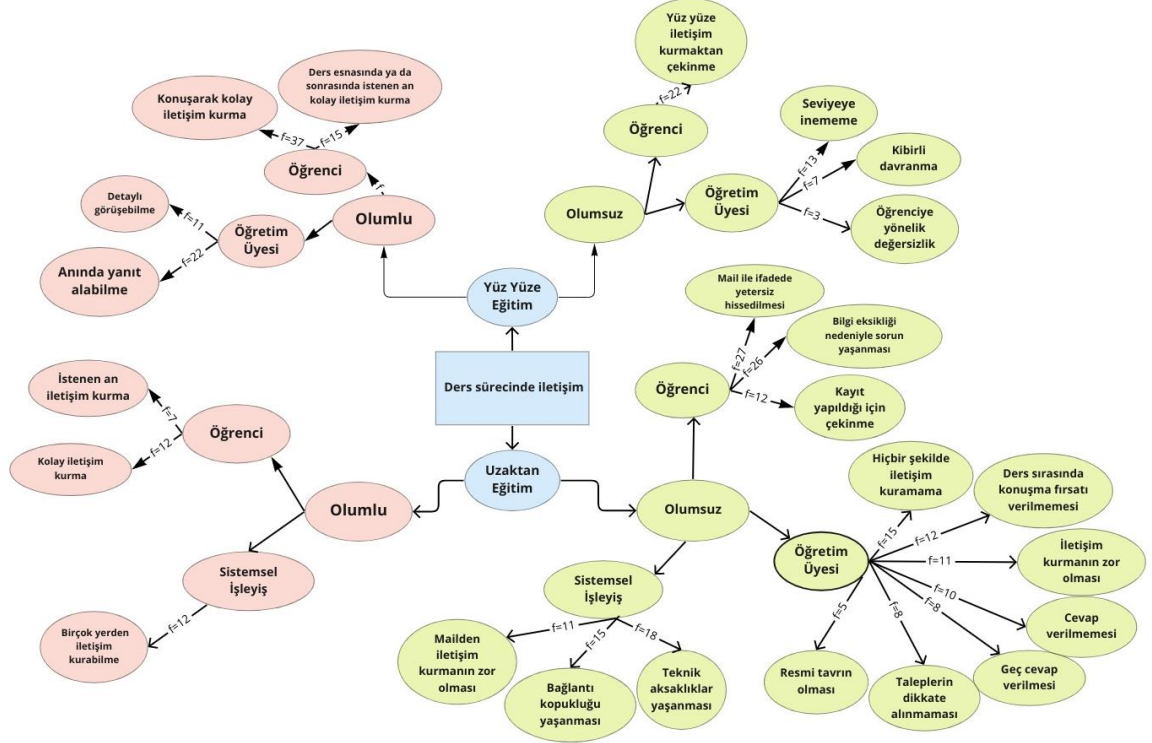 Yüz yüze
iletişim
kurmaktan
çekinme
f=22
Öğrenci
Ders esnasında ya da
sonrasında istenen an
kolay iletişim kurma
Konuşarak kolay
iletişim kurma
f=37
f=15
Öğrenci
f
Olumlu
Detaylı
görüşebilme
f=11
Öğretim
Üyesi
f=22
Anında yanıt
alabilme
Olumsuz
Öğretim
Üyesi
Seviyeye
inememe
f=13
Kibirli
davranma
f=7
f=3
Öğrenciye
yönelik
değersizlik
Yüz Yüze
Eğitim
Ders sürecinde iletişim
Uzaktan
Eğitim
Mail ile ifadede
yetersiz
hissedilmesi
f=27
Bilgi eksikliği
nedeniyle sorun
yaşanması
f=26
Öğrenci
f=12
Kayıt
yapıldığı için
çekinme
İstenen an
iletişim kurma
f=7
Öğrenci
f=12
Kolay iletişim
kurma
Olumlu
Sistemsel
İşleyiş
f=12
Birçok yerden
iletişim
kurabilme
Olumsuz
Öğretim
Üyesi
Hiçbir şekilde
iletişim
kuramama
f=15
Ders sırasında
konuşma fırsatı
verilmemesi
f=12
f=11
İletişim
kurmanın zor
olması
f=10
Cevap
verilmemesi
f=8
Geç cevap
verilmesi
f=8
Taleplerin
dikkate
alınmaması
f=5
Resmi tavrın
olması
Sistemsel
İşleyiş
f=11
Mailden
iletişim
kurmanın zor
olması
f=15
Bağlantı
kopukluğu
yaşanması
f=18
Teknik
aksaklıklar
yaşanması